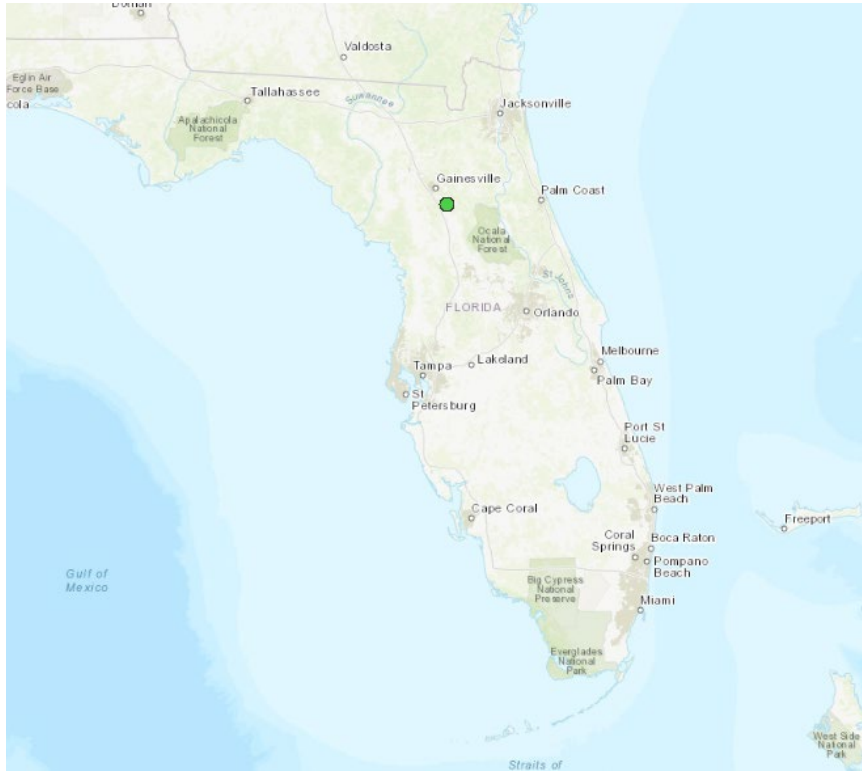 Dothan
Valdosta
Eglin Air
Force Base
cola
Tallahassee
Suwannee
Jacksonville
Apalachicola
National
Forest
Gainesville
Palm Coast
Ocala
National
Forest
St Johns
FLORIDA
Orlando
Melbourne
Lakeland
Tampa
Palm Bay
St
Petersburg
Port St
Lucie
West Palm
Beach
Cape Coral
Freeport
Coral
Springs
Boca Raton
Pompano
Beach
Gulf of
Mexico
Big Cypress
National
Preserve
Miami
Everglades
National
Park
West Side
National
Park
Straits of